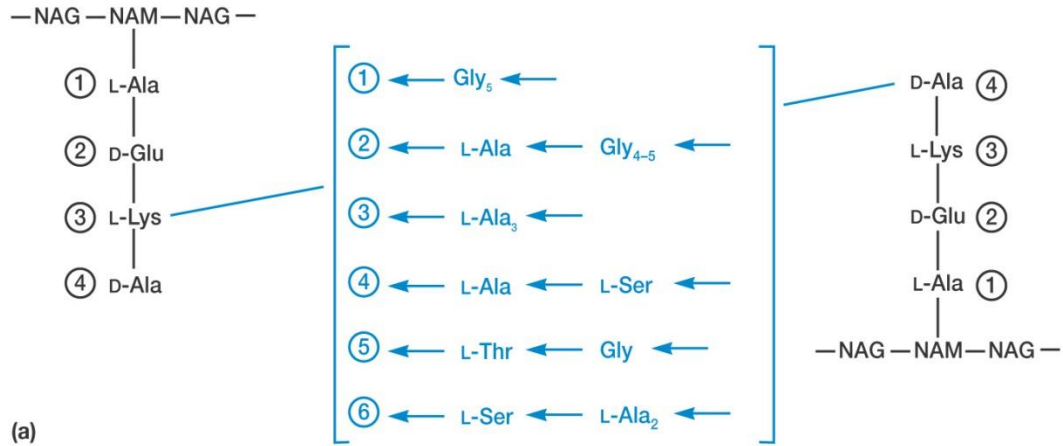 —NAG—NAM—NAG—
① L-Ala
② D-Glu
③ L-Lys
④ D-Ala
① Gly₅
② L-Ala Gly₄₋₅
③ L-Ala₃
④ L-Ala L-Ser
⑤ L-Thr Gly
⑥ L-Ser L-Ala₂
D-Ala ④
L-Lys ③
D-Glu ②
L-Ala ①
—NAG—NAM—NAG—
(a)